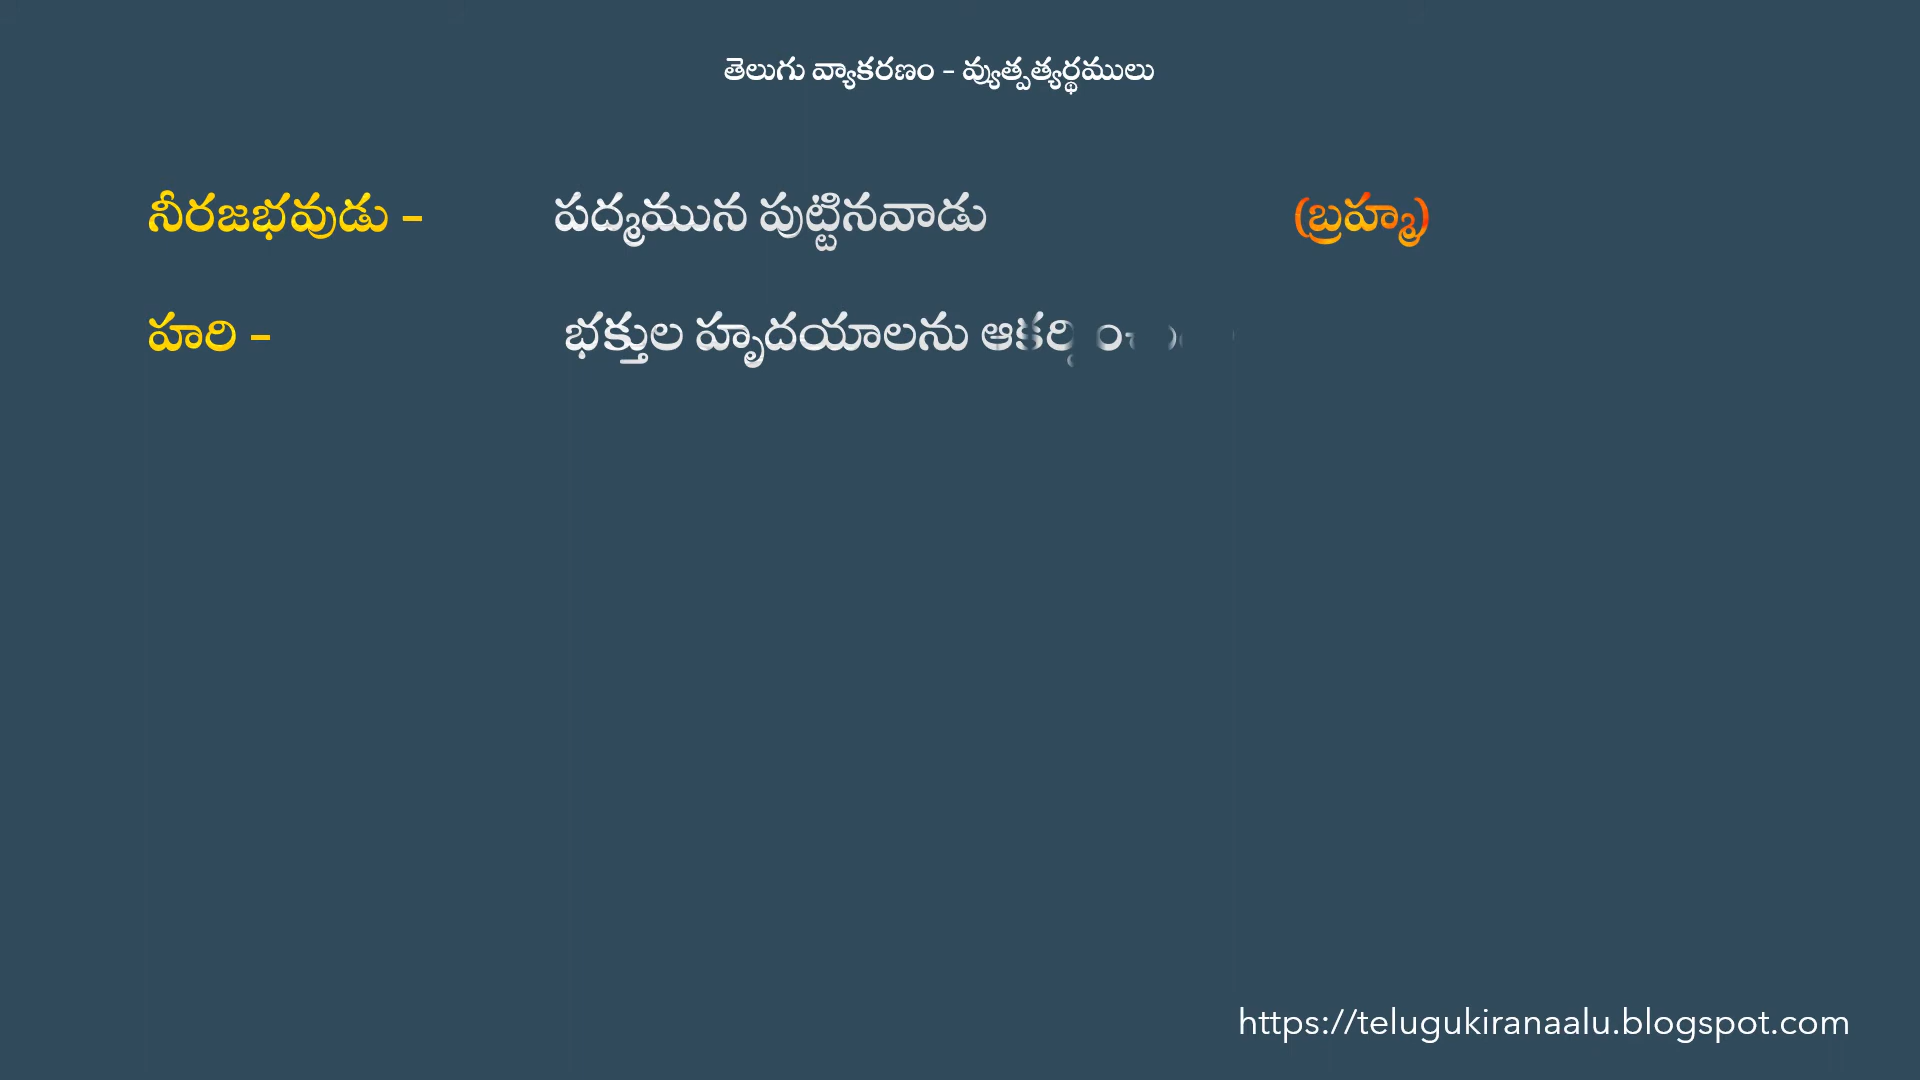 తెలుగు వ్యాకరణం - వ్యుత్పత్యర్థములు
నీరజభవుడు - పద్మమున పుట్టినవాడు (బ్రహ్మ)
హరి - భక్తుల హృదయాలను
https://telugukiranaalu.blogspot.com